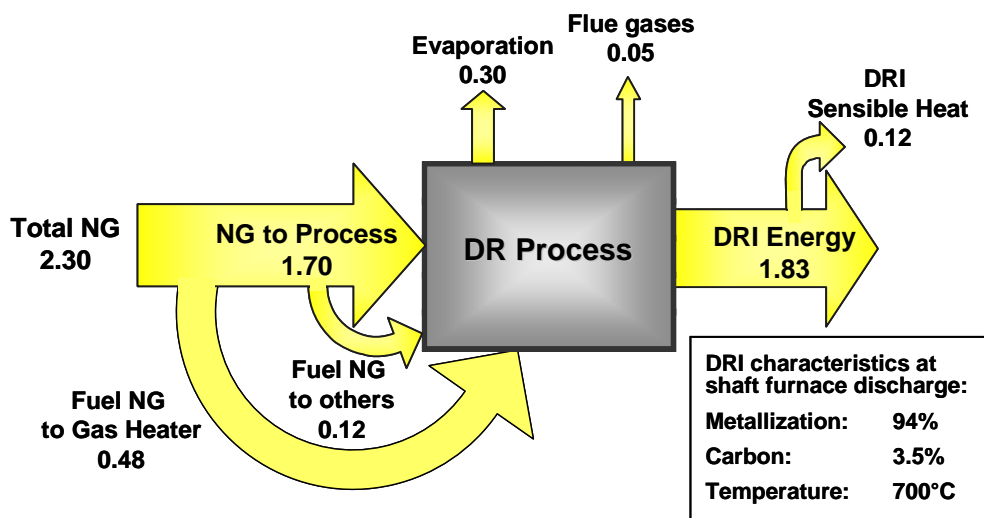 Evaporation
0.30
Flue gases
0.05
DRI
Sensible Heat
0.12
Total NG
2.30
NG to Process
1.70
DR Process
DRI Energy
1.83
Fuel NG
to Gas Heater
0.48
Fuel NG
to others
0.12
DRI characteristics at
shaft furnace discharge:
Metallization: 94%
Carbon: 3.5%
Temperature: 700°C